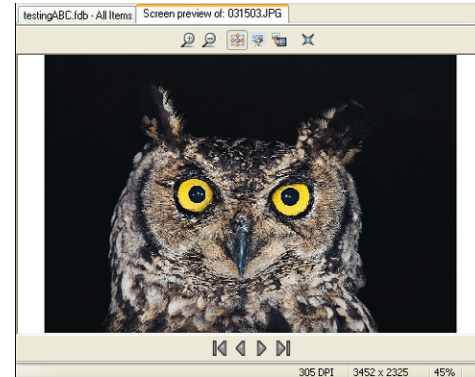 testingABC.fdb - All Items Screen preview of: 031503.JPG
305 DPI 3452 x 2325 45%